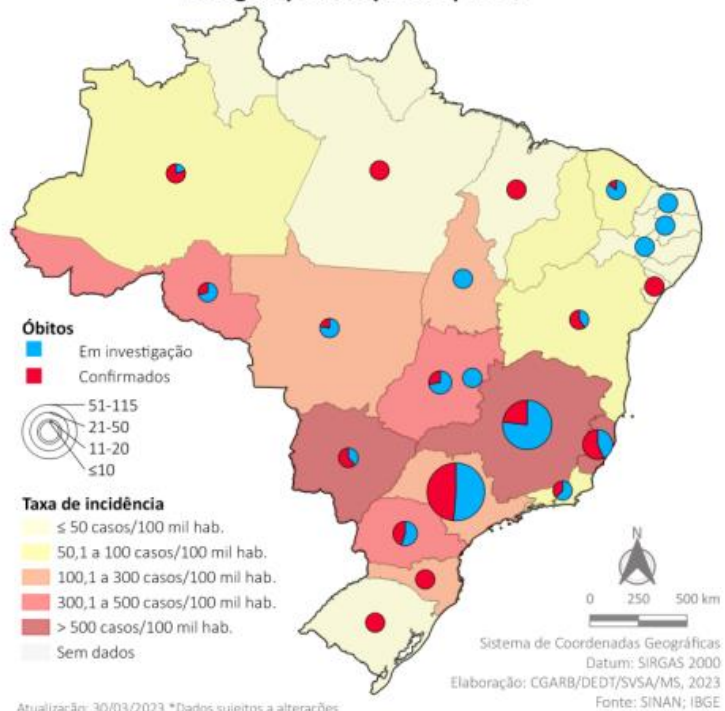 Óbitos
Em investigação
Confirmados
51-115
21-50
11-20
≤10
Taxa de incidência
≤ 50 casos/100 mil hab.
50,1 a 100 casos/100 mil hab.
100,1 a 300 casos/100 mil hab.
300,1 a 500 casos/100 mil hab.
> 500 casos/100 mil hab.
Sem dados
N
0 250 500 km
Sistema de Coordenadas Geográficas
Datum: SIRGAS 2000
Elaboração: CGARB/DEDT/SVSA/MS, 2023
Fonte: SINAN; IBGE
Atualização: 30/03/2023 *Dados sujeitos a alterações